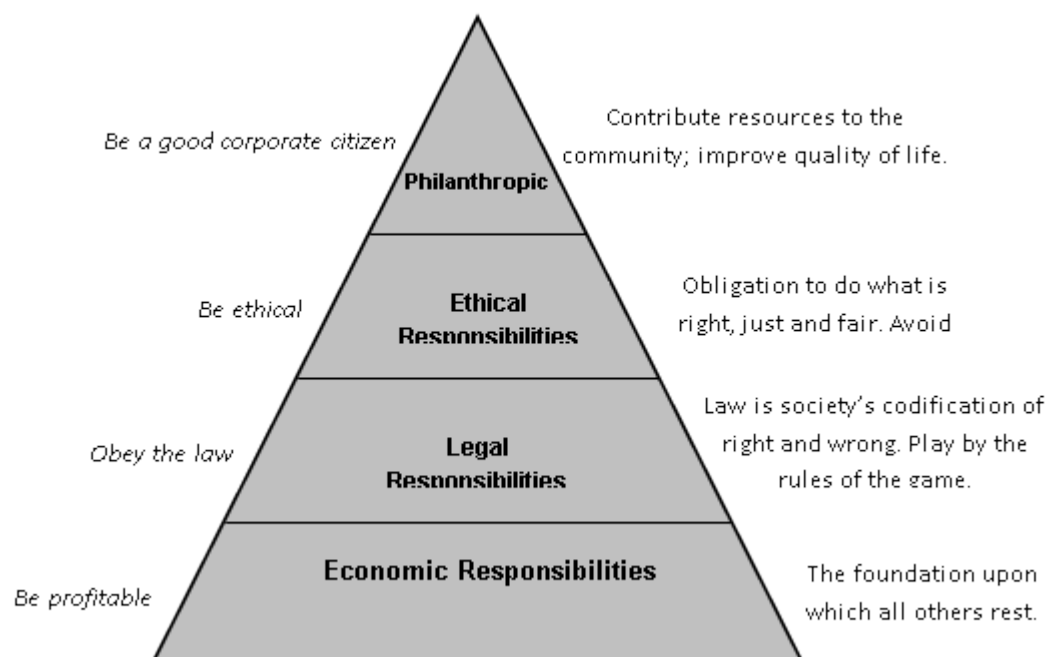 Be a good corporate citizen
Philanthropic
Contribute resources to the
community; improve quality of life.
Be ethical
Ethical
Responsibilities
Obligation to do what is
right, just and fair. Avoid
Obey the law
Legal
Responsibilities
Law is society's codification of
right and wrong. Play by the
rules of the game.
Be profitable
Economic Responsibilities
The foundation upon
which all others rest.